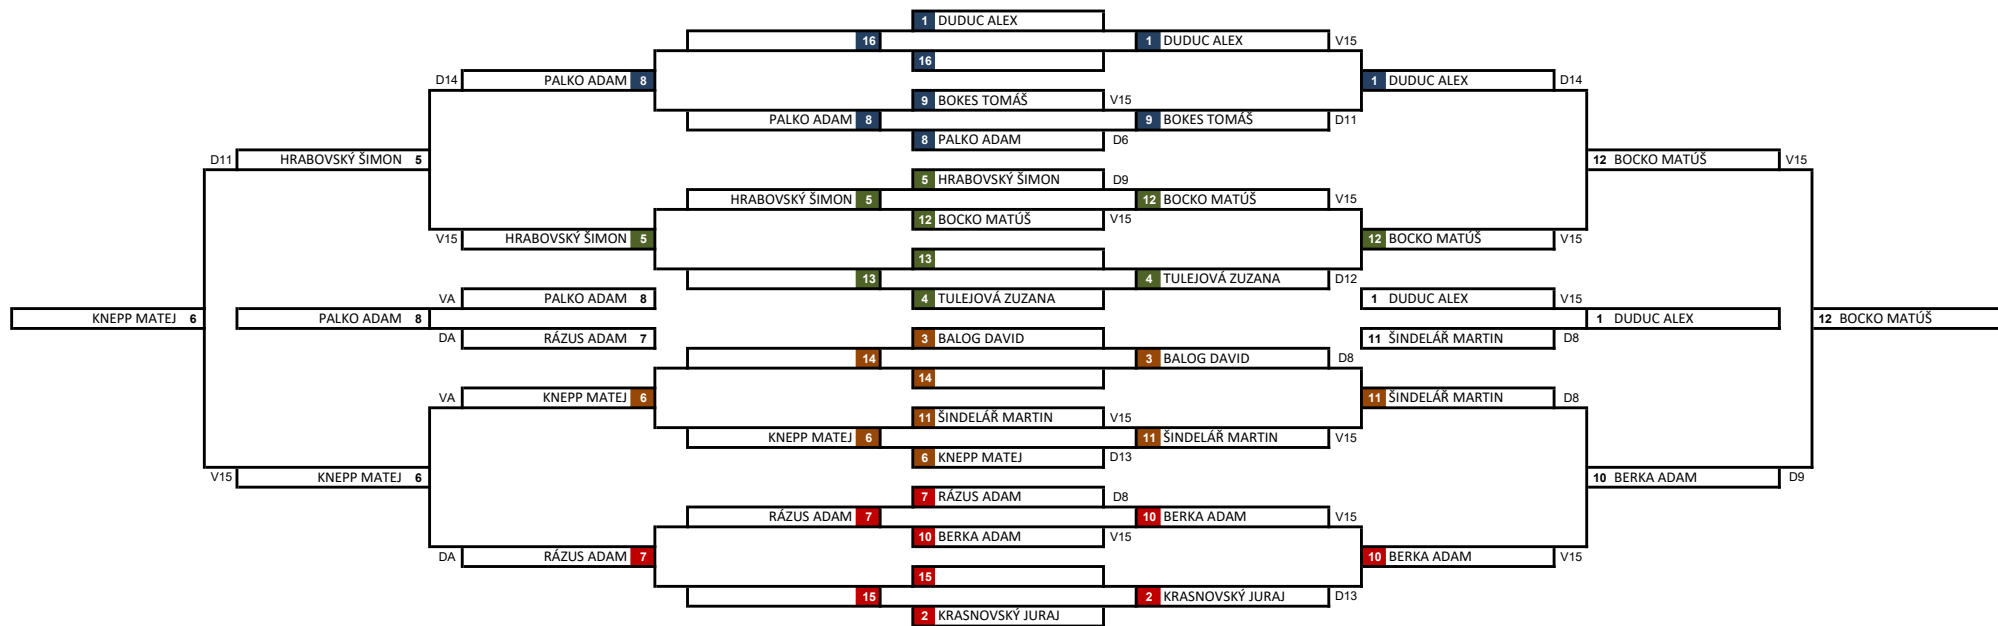 1 DUDUC ALEX
16 1 DUDUC ALEX V15
16
D14 PALKO ADAM 8 1 DUDUC ALEX D14
9 BOKES TOMÁŠ V15
PALKO ADAM 8 9 BOKES TOMÁŠ D11
8 PALKO ADAM D6
D11 HRABOVSKÝ ŠIMON 5 12 BOCKO MATÚŠ V15
5 HRABOVSKÝ ŠIMON D9
HRABOVSKÝ ŠIMON 5 12 BOCKO MATÚŠ V15
12 BOCKO MATÚŠ V15
V15 HRABOVSKÝ ŠIMON 5 12 BOCKO MATÚŠ V15
13
13 4 TULEJOVÁ ZUZANA D12
VA PALKO ADAM 8 4 TULEJOVÁ ZUZANA 1 DUDUC ALEX V15
KNEPP MATEJ 6 PALKO ADAM 8 1 DUDUC ALEX 12 BOCKO MATÚŠ
DA RÁZUS ADAM 7 3 BALOG DAVID 11 ŠINDELÁŘ MARTIN D8
14 3 BALOG DAVID D8
14
VA KNEPP MATEJ 6 11 ŠINDELÁŘ MARTIN D8
11 ŠINDELÁŘ MARTIN V15
KNEPP MATEJ 6 11 ŠINDELÁŘ MARTIN V15
6 KNEPP MATEJ D13
V15 KNEPP MATEJ 6 10 BERKA ADAM D9
7 RÁZUS ADAM D8
RÁZUS ADAM 7 10 BERKA ADAM V15
10 BERKA ADAM V15
DA RÁZUS ADAM 7 10 BERKA ADAM V15
15
15 2 KRASNOVSKÝ JURAJ D13
2 KRASNOVSKÝ JURAJ